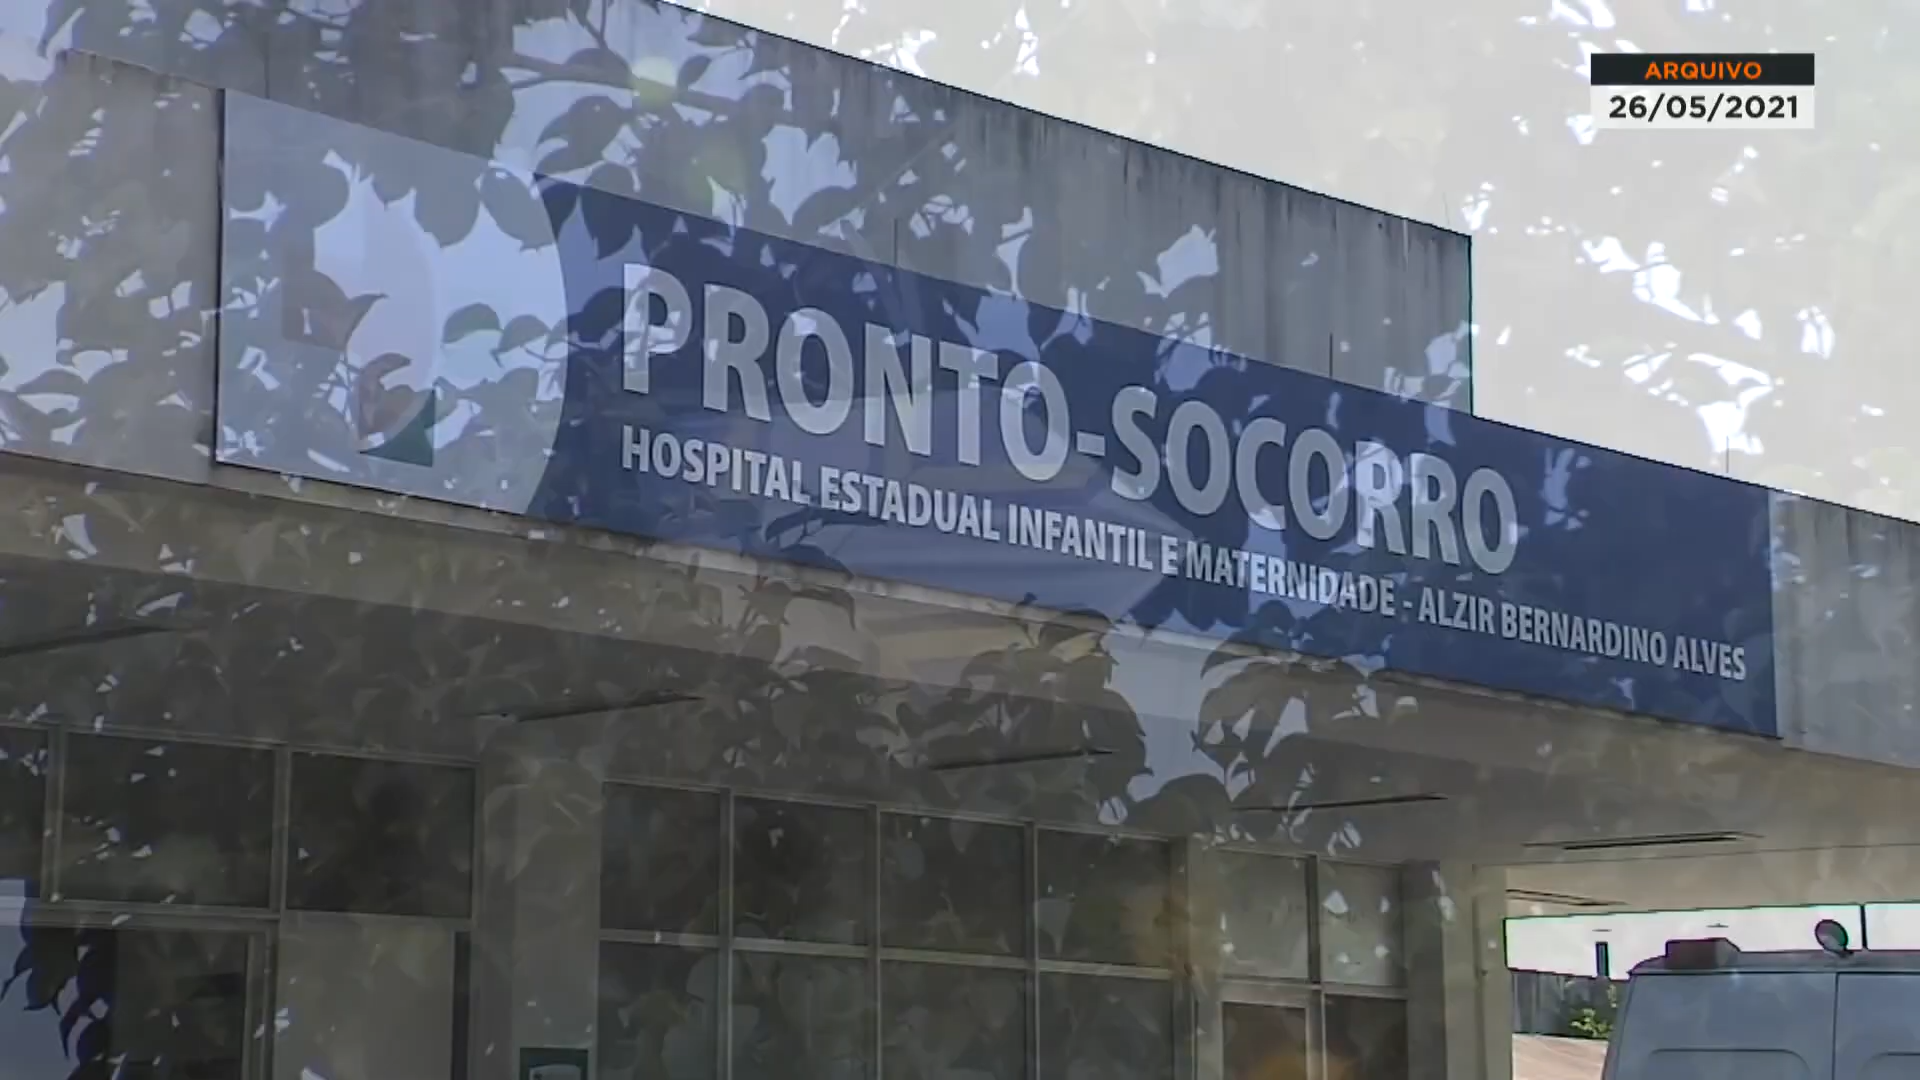 ARQUIVO
26/05/2021
PRONTO-SOCORRO
HOSPITAL ESTADUAL INFANTIL E MATERNIDADE - ALZIR BERNARDINO ALVES